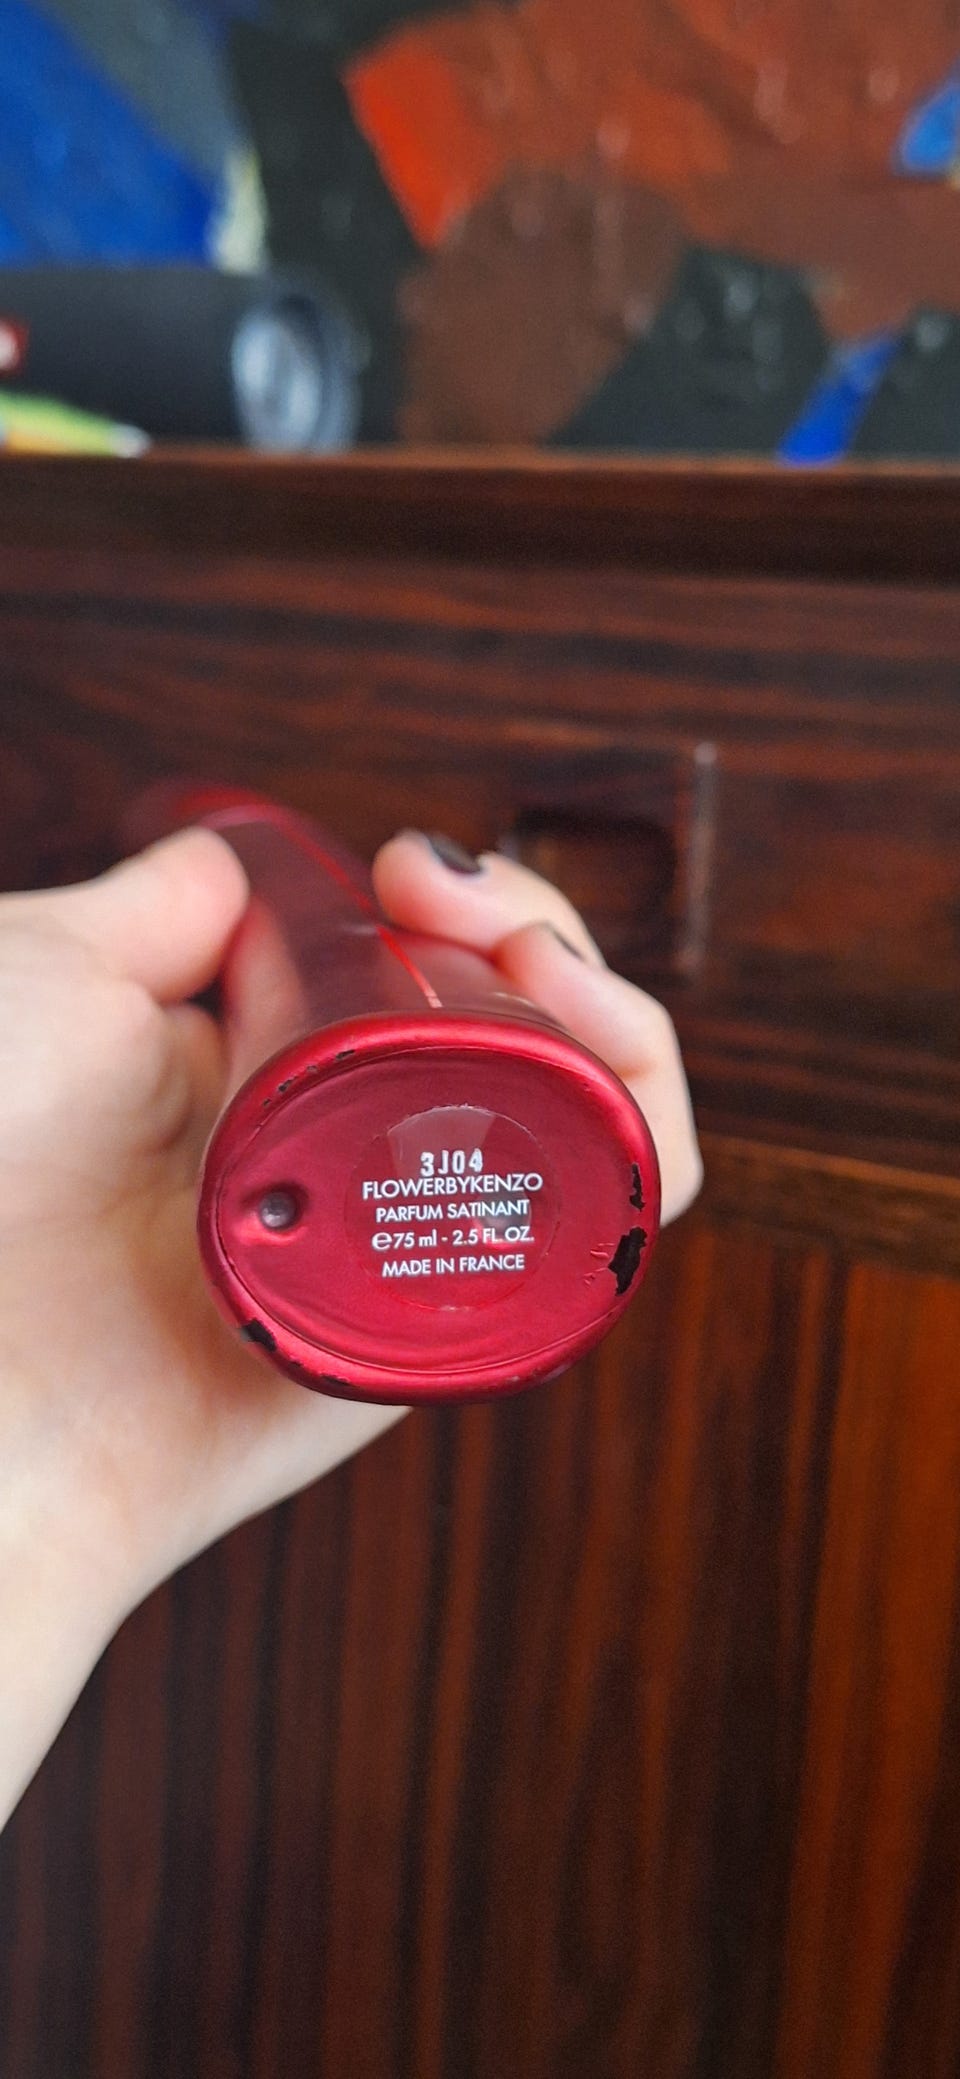 3J04
FLOWERBYKENZO
PARFUM SATINANT
℮75 ml - 2.5 FL. OZ.
MADE IN FRANCE